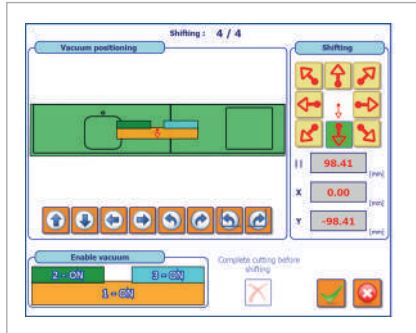 Shifting : 4 / 4
Vacuum positioning
Shifting
| | 98.41 [mm]
X 0.00 [mm]
Y -98.41 [mm]
Enable vacuum
2 - ON 3 - ON
1 - ON
Complete cutting before
shifting